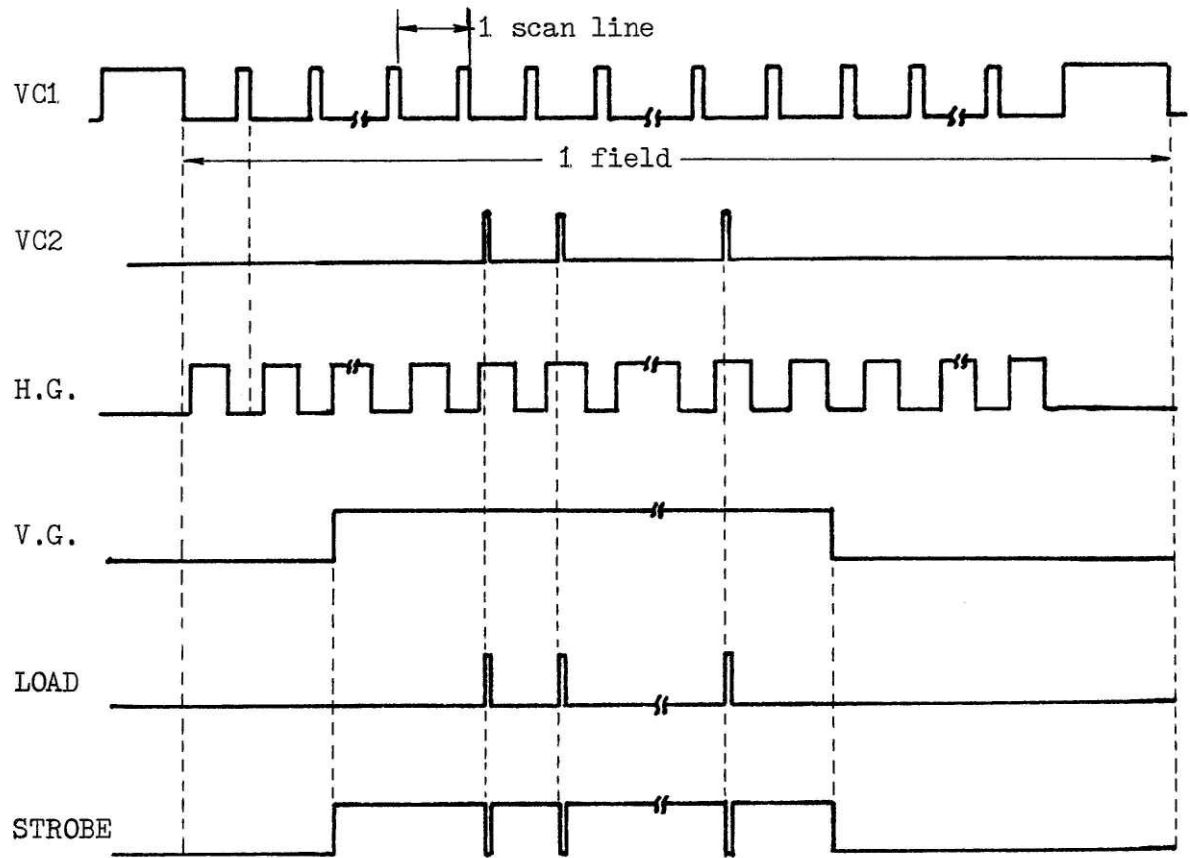 1 scan line
VC1
1 field
VC2
H.G.
V.G.
LOAD
STROBE